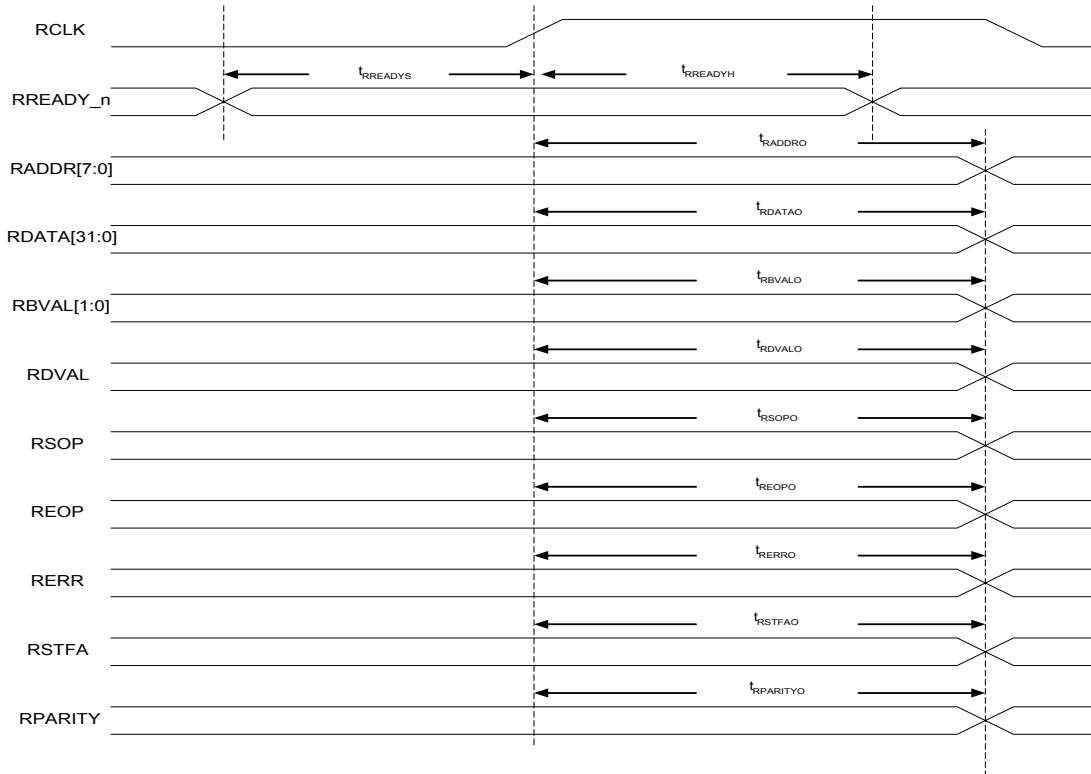 RCLK
tRREADYS tRREADYH
RREADY_n
tRADDRO
RADDR[7:0]
tRDATAO
RDATA[31:0]
tRBVALO
RBVAL[1:0]
tRDVALO
RDVAL
tRSOPO
RSOP
tREOPO
REOP
tRERRO
RERR
tRSTFAO
RSTFA
tRPARITYO
RPARITY